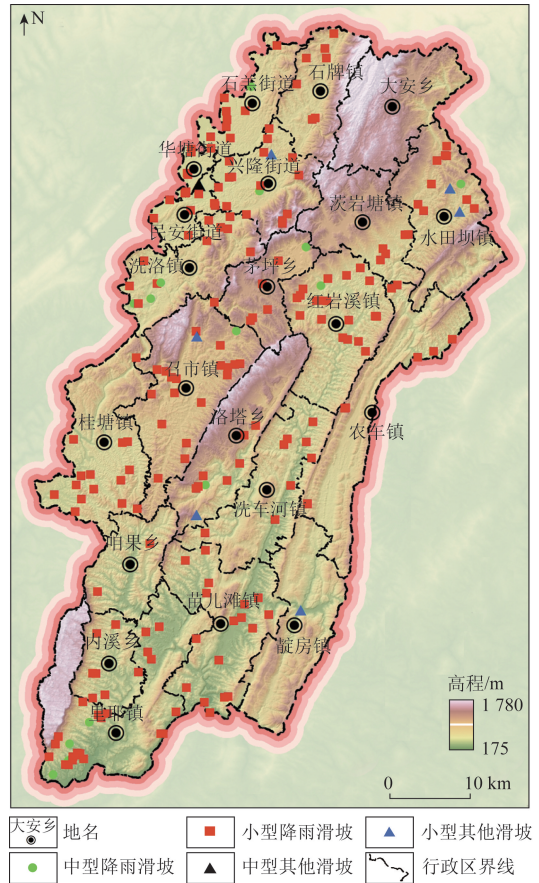 N
石羔街道
石牌镇
大安乡
华塘街道
兴隆街道
茨岩塘镇
民安街道
水田坝镇
洗洛镇
茅坪乡
红岩溪镇
召市镇
桂塘镇
洛塔乡
农车镇
洗车河镇
咱果乡
苗儿滩镇
靛房镇
内溪乡
里耶镇
高程/m
1 780
175
0 10 km
大安乡 地名 小型降雨滑坡 小型其他滑坡
中型降雨滑坡 中型其他滑坡 行政区界线